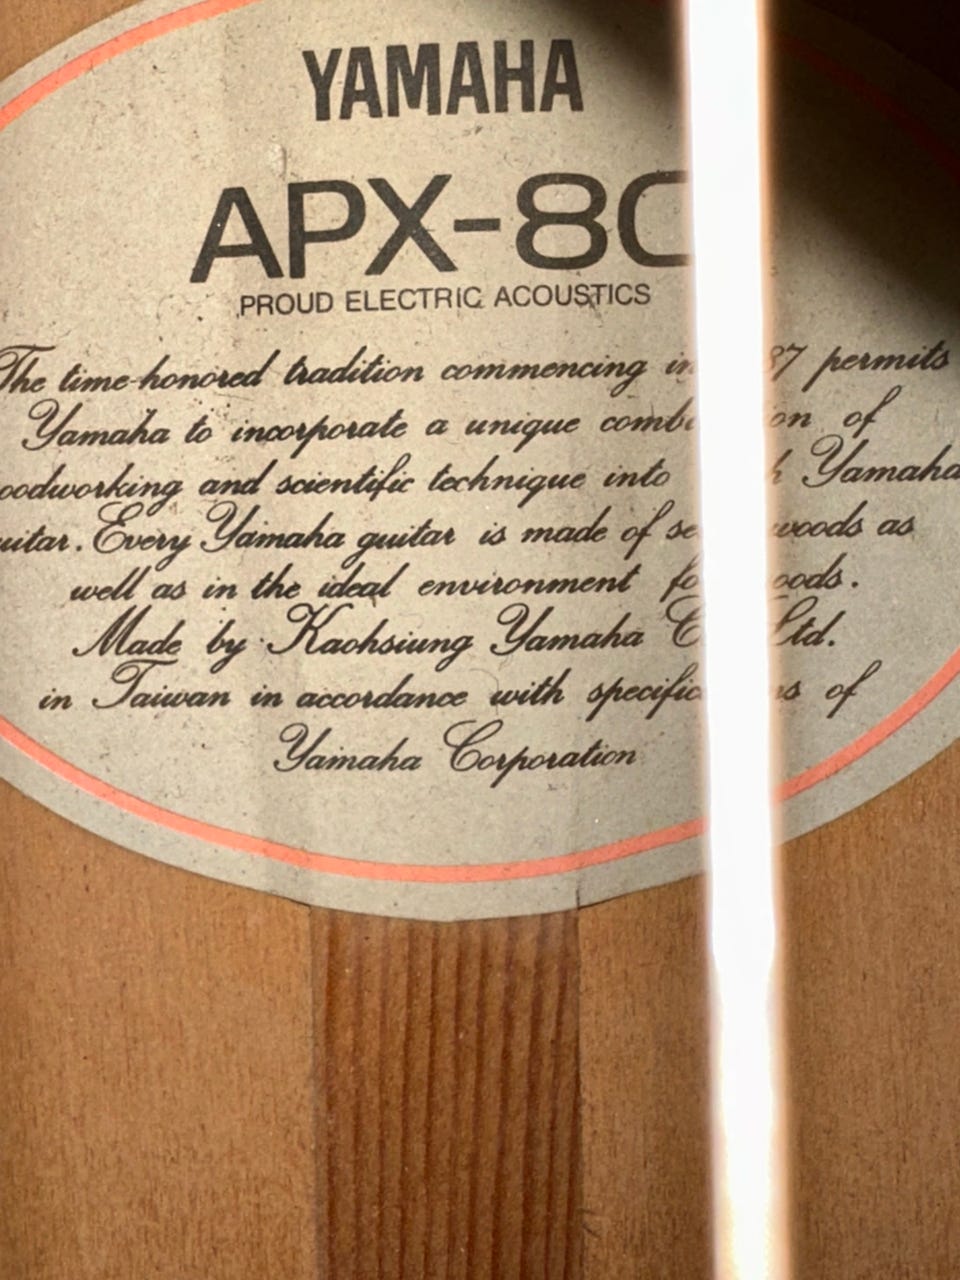 YAMAHA
APX-8
PROUD ELECTRIC ACOUSTICS
The time-honored tradition commencing in 87 permits
Yamaha to incorporate a unique comb on of
oodworking and scientific technique into h Yamaha
uitar. Every Yamaha guitar is made of se woods as
well as in the ideal environment fo oods.
Made by Kaohsiung Yamaha C Ltd.
in Taiwan in accordance with specific ns of
Yamaha Corporation